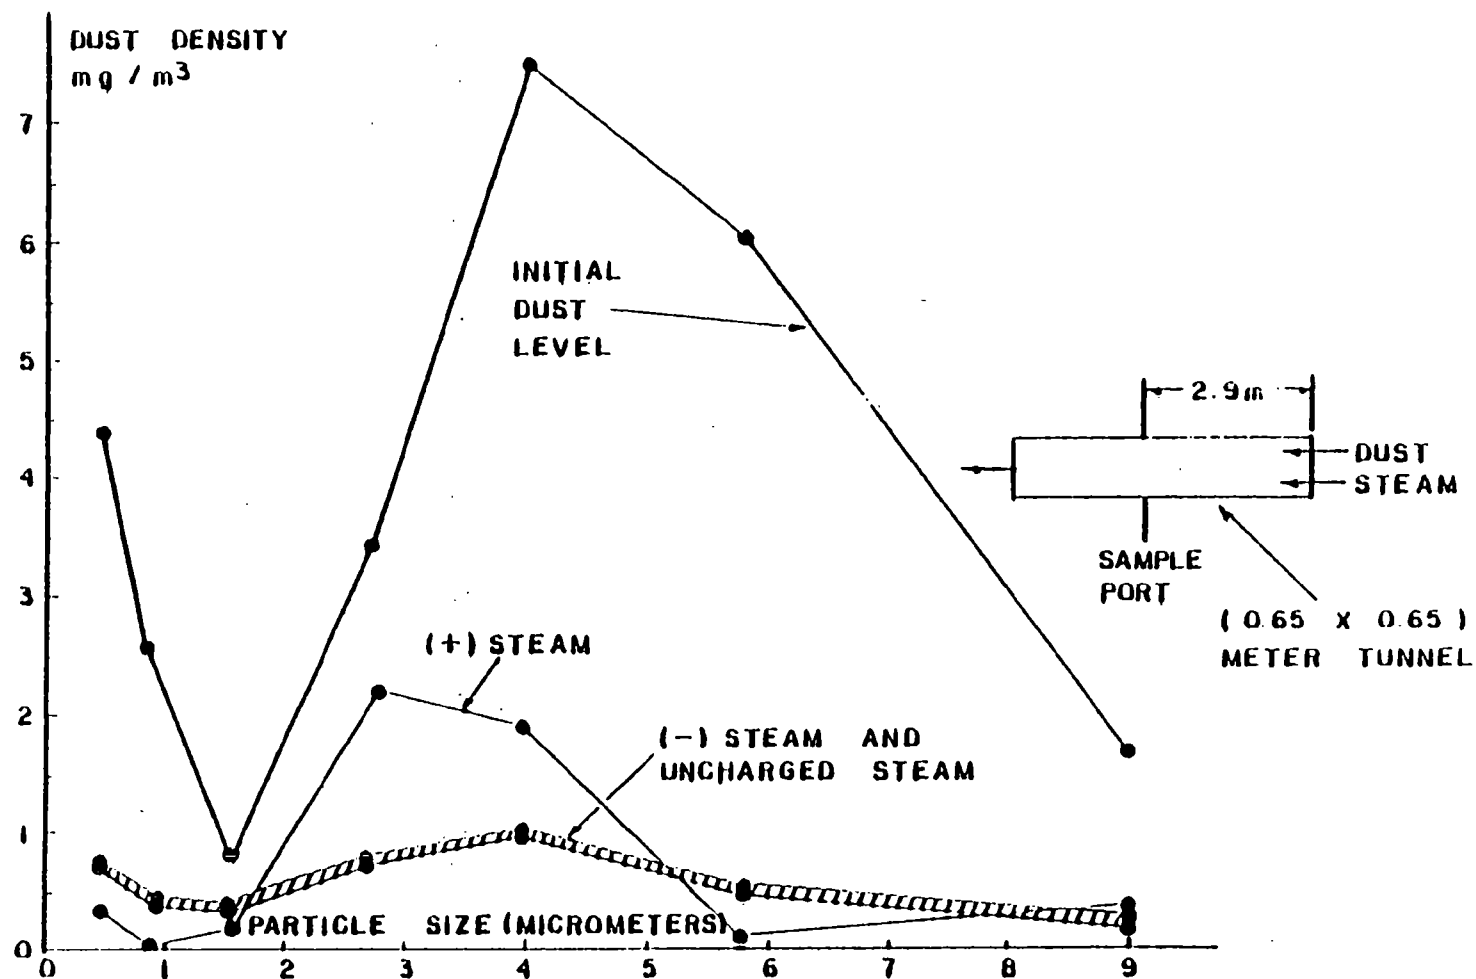 DUST DENSITY
mg / m3
7
6
5
4
3
2
1
0
INITIAL
DUST
LEVEL
(+) STEAM
(-) STEAM AND
UNCHARGED STEAM
PARTICLE SIZE (MICROMETERS)
0 1 2 3 4 5 6 7 8 9
2.9m
DUST
STEAM
SAMPLE
PORT
(0.65 X 0.65)
METER TUNNEL